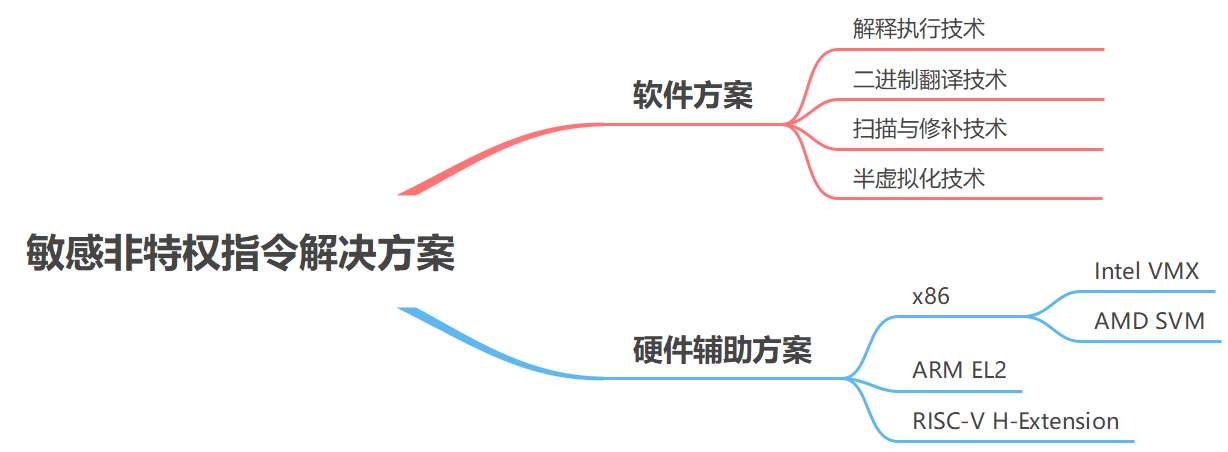 敏感非特权指令解决方案
软件方案
解释执行技术
二进制翻译技术
扫描与修补技术
半虚拟化技术
硬件辅助方案
x86
Intel VMX
AMD SVM
ARM EL2
RISC-V H-Extension